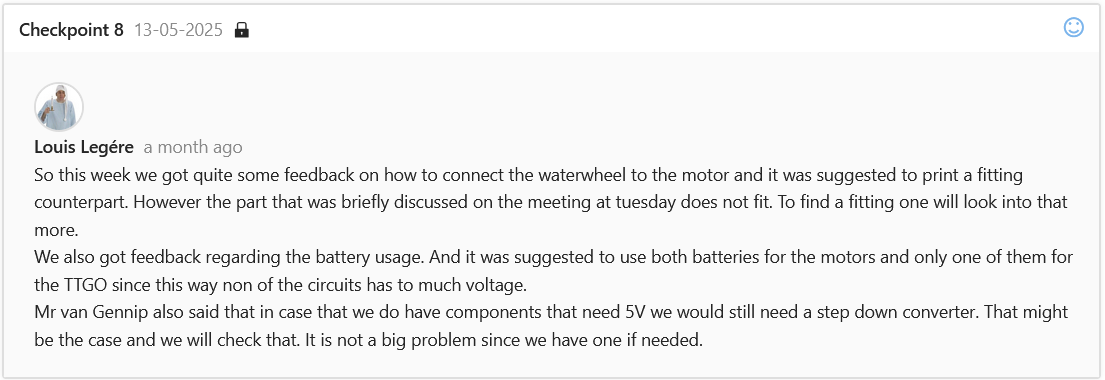 Checkpoint 8 13-05-2025
Louis Legére a month ago
So this week we got quite some feedback on how to connect the waterwheel to the motor and it was suggested to print a fitting
counterpart. However the part that was briefly discussed on the meeting at tuesday does not fit. To find a fitting one will look into that
more.
We also got feedback regarding the battery usage. And it was suggested to use both batteries for the motors and only one of them for
the TTGO since this way non of the circuits has to much voltage.
Mr van Gennip also said that in case that we do have components that need 5V we would still need a step down converter. That might
be the case and we will check that. It is not a big problem since we have one if needed.